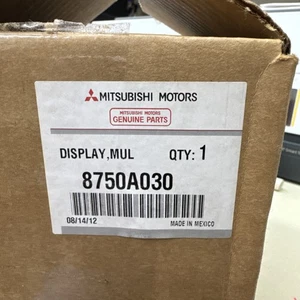 MITSUBISHI MOTORS
MITSUBISHI MOTORS
GENUINE PARTS
DISPLAY,MUL QTY: 1
8750A030
08/14/12 MADE IN MEXICO